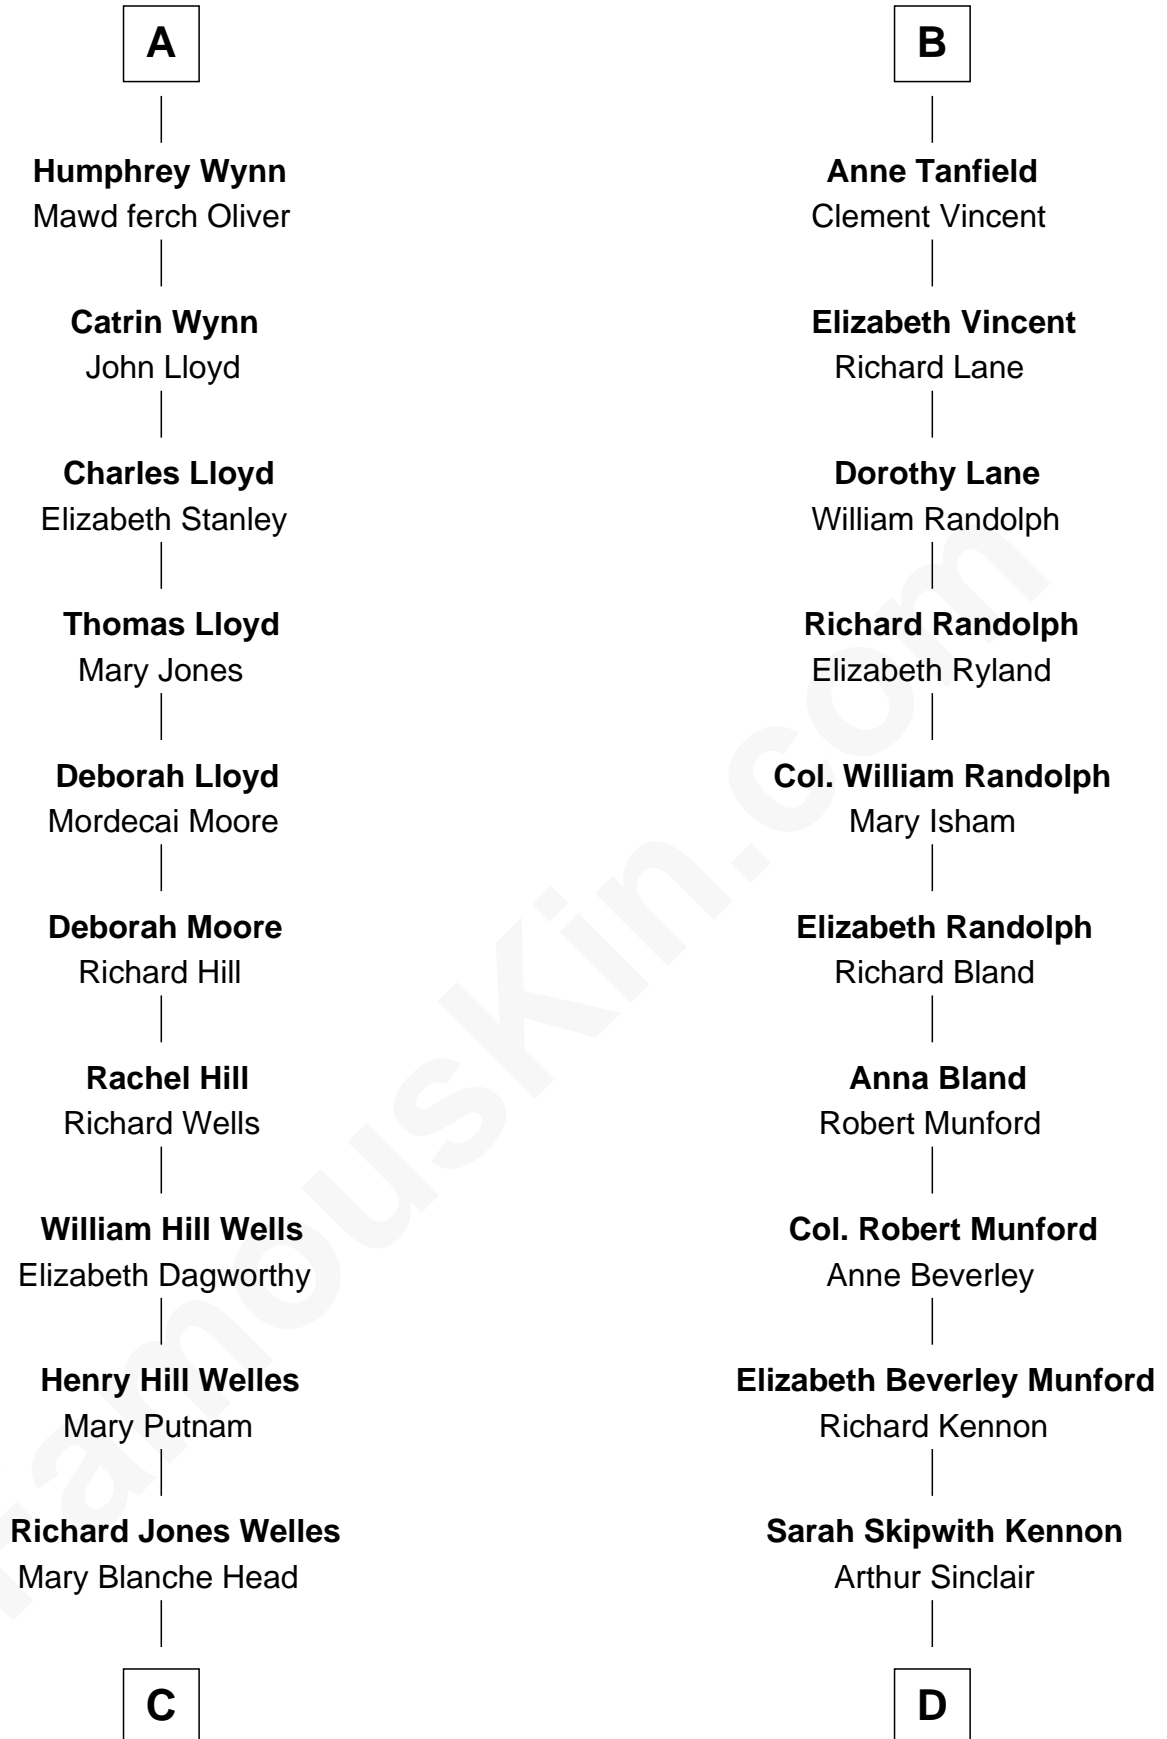 A
Humphrey Wynn
Mawd ferch Oliver
Catrin Wynn
John Lloyd
Charles Lloyd
Elizabeth Stanley
Thomas Lloyd
Mary Jones
Deborah Lloyd
Mordecai Moore
Deborah Moore
Richard Hill
Rachel Hill
Richard Wells
William Hill Wells
Elizabeth Dagworthy
Henry Hill Welles
Mary Putnam
Richard Jones Welles
Mary Blanche Head
C
B
Anne Tanfield
Clement Vincent
Elizabeth Vincent
Richard Lane
Dorothy Lane
William Randolph
Richard Randolph
Elizabeth Ryland
Col. William Randolph
Mary Isham
Elizabeth Randolph
Richard Bland
Anna Bland
Robert Munford
Col. Robert Munford
Anne Beverley
Elizabeth Beverley Munford
Richard Kennon
Sarah Skipwith Kennon
Arthur Sinclair
D
FamousKin.com